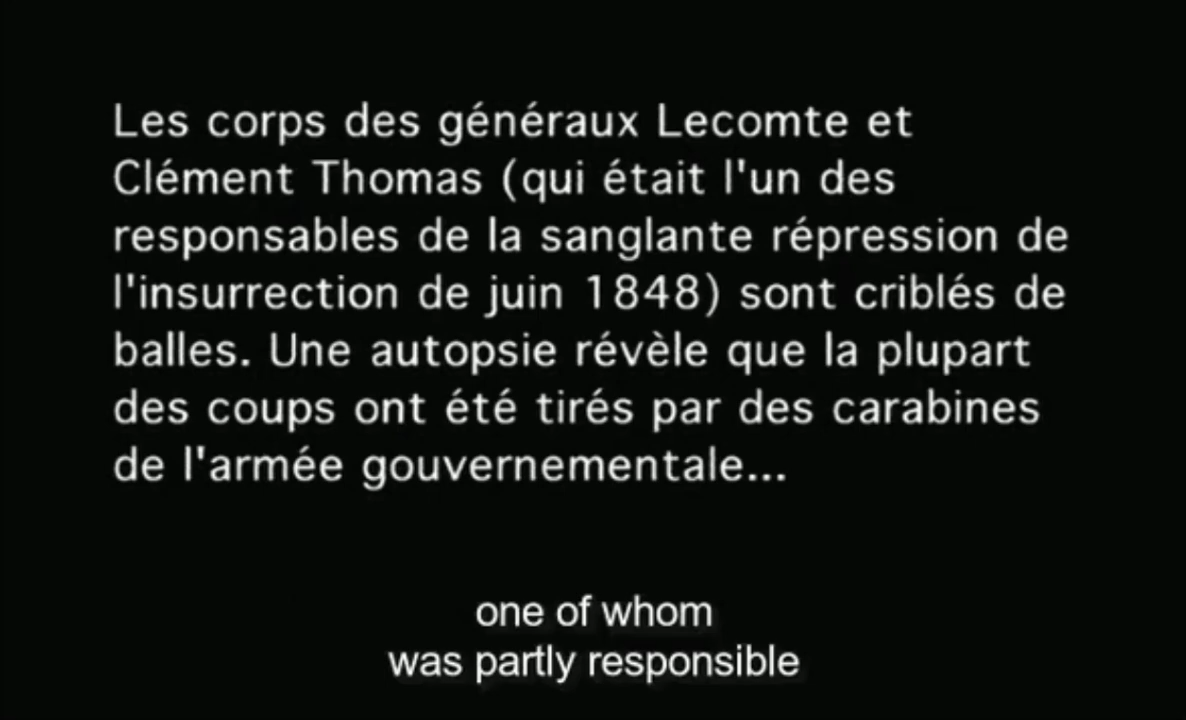 Les corps des généraux Lecomte et
Clément Thomas (qui était l'un des
responsables de la sanglante répression de
l'insurrection de juin 1848) sont criblés de
balles. Une autopsie révèle que la plupart
des coups ont été tirés par des carabines
de l'armée gouvernementale...
one of whom
was partly responsible